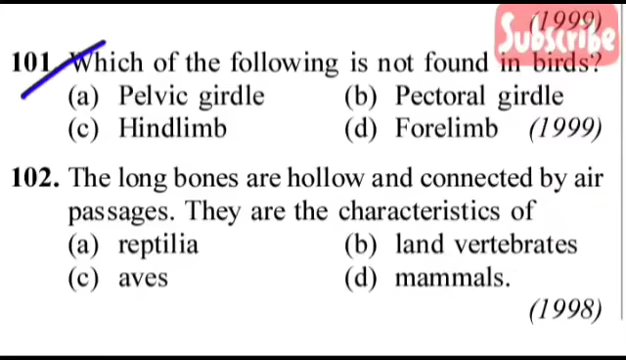 (1999)
Subscribe
101. Which of the following is not found in birds?
(a) Pelvic girdle (b) Pectoral girdle
(c) Hindlimb (d) Forelimb (1999)
102. The long bones are hollow and connected by air
passages. They are the characteristics of
(a) reptilia (b) land vertebrates
(c) aves (d) mammals.
(1998)